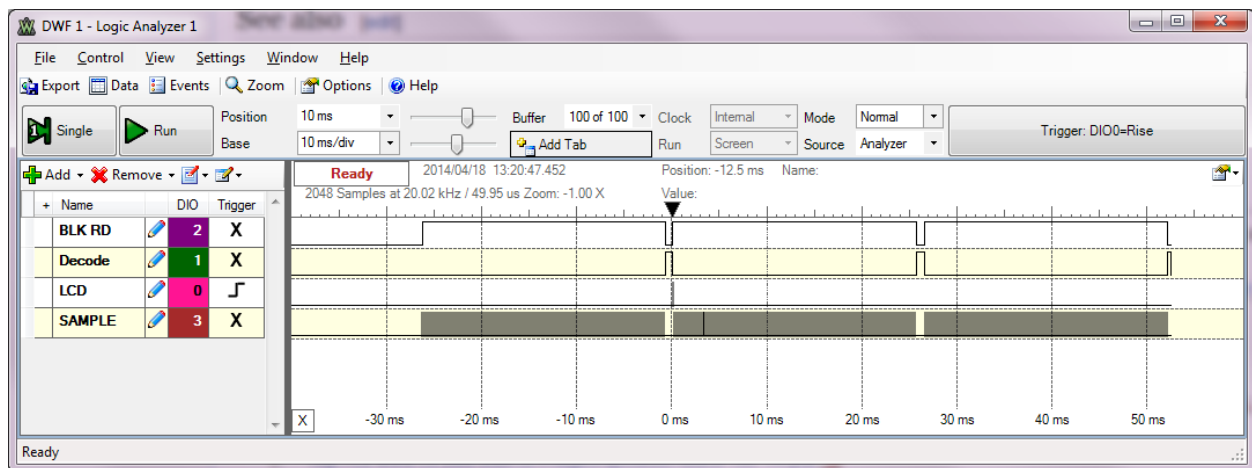 See also [edit]
DWF 1 - Logic Analyzer 1
File Control View Settings Window Help
Export Data Events Zoom Options Help
Single Run Position 10 ms Buffer 100 of 100 Clock Internal Mode Normal Trigger: DIO0=Rise
Base 10 ms/div Add Tab Run Screen Source Analyzer
Add Remove Ready 2014/04/18 13:20:47.452 Position: -12.5 ms Name:
2048 Samples at 20.02 kHz / 49.95 us Zoom: -1.00 X Value:
+ Name DIO Trigger
BLK RD 2 X
Decode 1 X
LCD 0
SAMPLE 3 X
X -30 ms -20 ms -10 ms 0 ms 10 ms 20 ms 30 ms 40 ms 50 ms
Ready